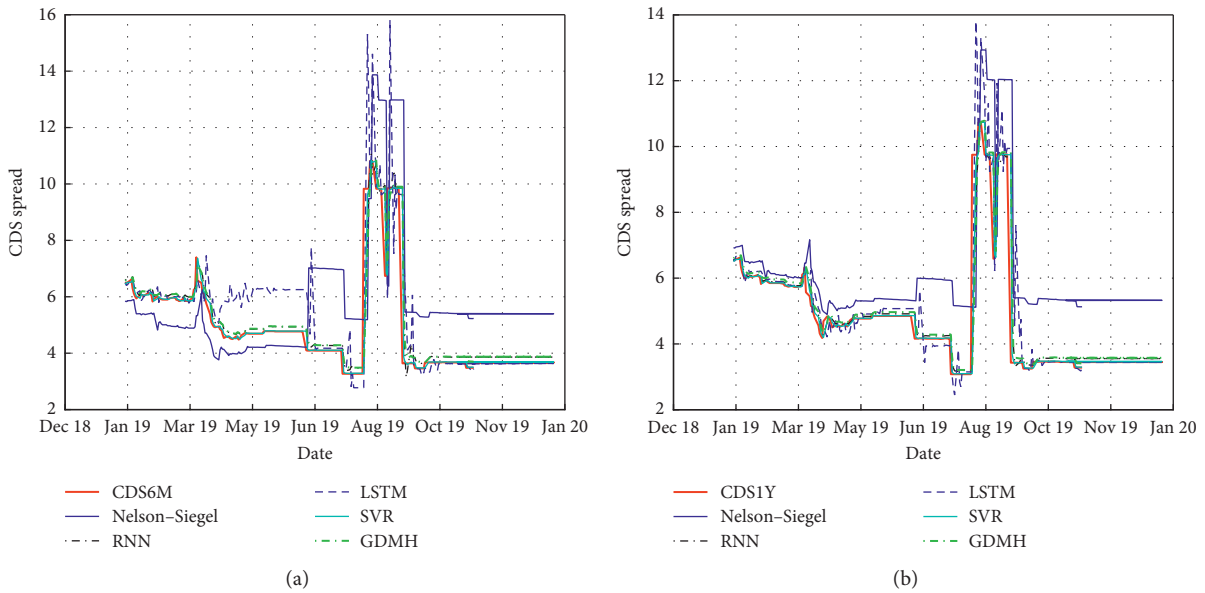 16
14
12
10
8
6
4
2
CDS spread
Dec 18 Jan 19 Mar 19 May 19 Jun 19 Aug 19 Oct 19 Nov 19 Jan 20
Date
CDS6M
Nelson–Siegel
RNN
LSTM
SVR
GDMH
(a)
14
12
10
8
6
4
2
CDS spread
Dec 18 Jan 19 Mar 19 May 19 Jun 19 Aug 19 Oct 19 Nov 19 Jan 20
Date
CDS1Y
Nelson–Siegel
RNN
LSTM
SVR
GDMH
(b)